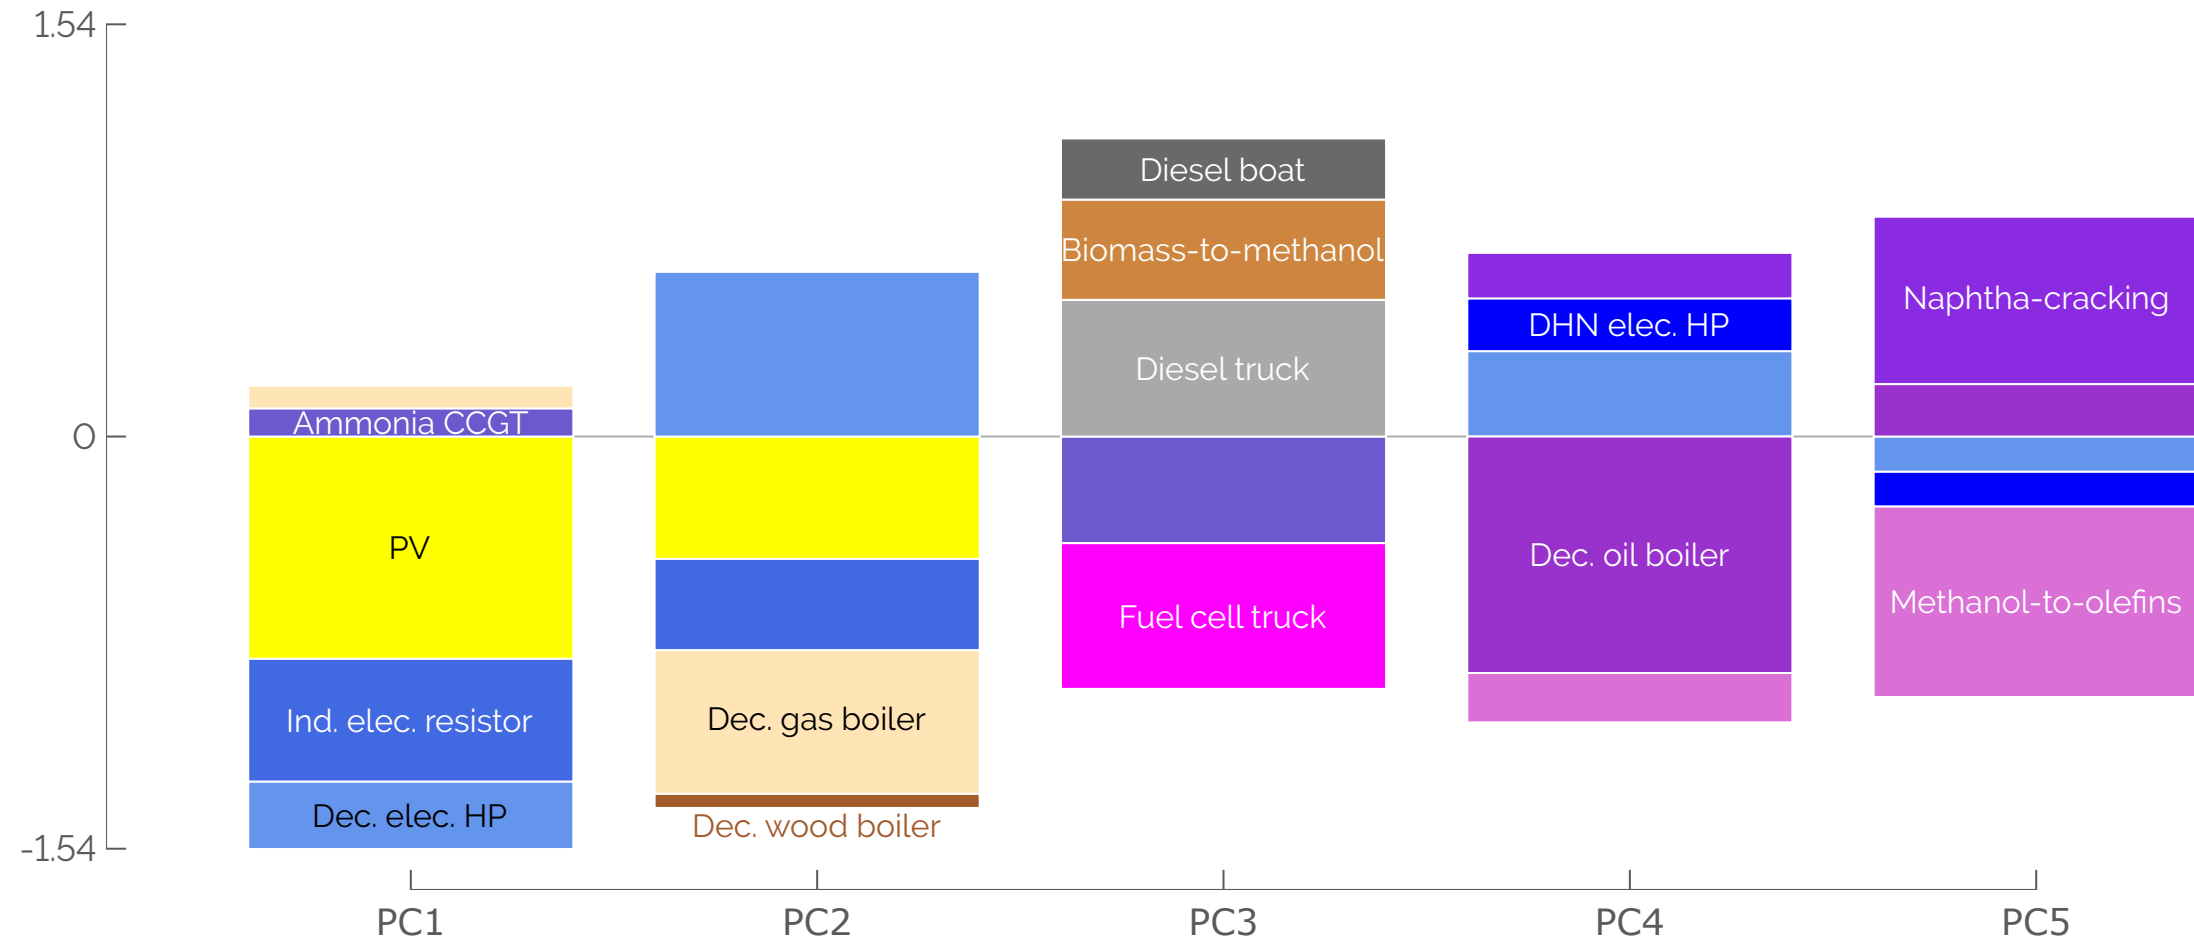 1.54
0
-1.54
Ammonia CCGT
PV
Ind. elec. resistor
Dec. elec. HP
Dec. gas boiler
Dec. wood boiler
Diesel boat
Biomass-to-methanol
Diesel truck
Fuel cell truck
DHN elec. HP
Dec. oil boiler
Naphtha-cracking
Methanol-to-olefins
PC1
PC2
PC3
PC4
PC5